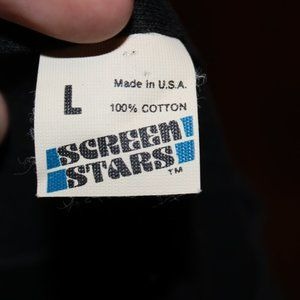 L
Made in U.S.A.
100% COTTON
SCREEN
STARS
TM